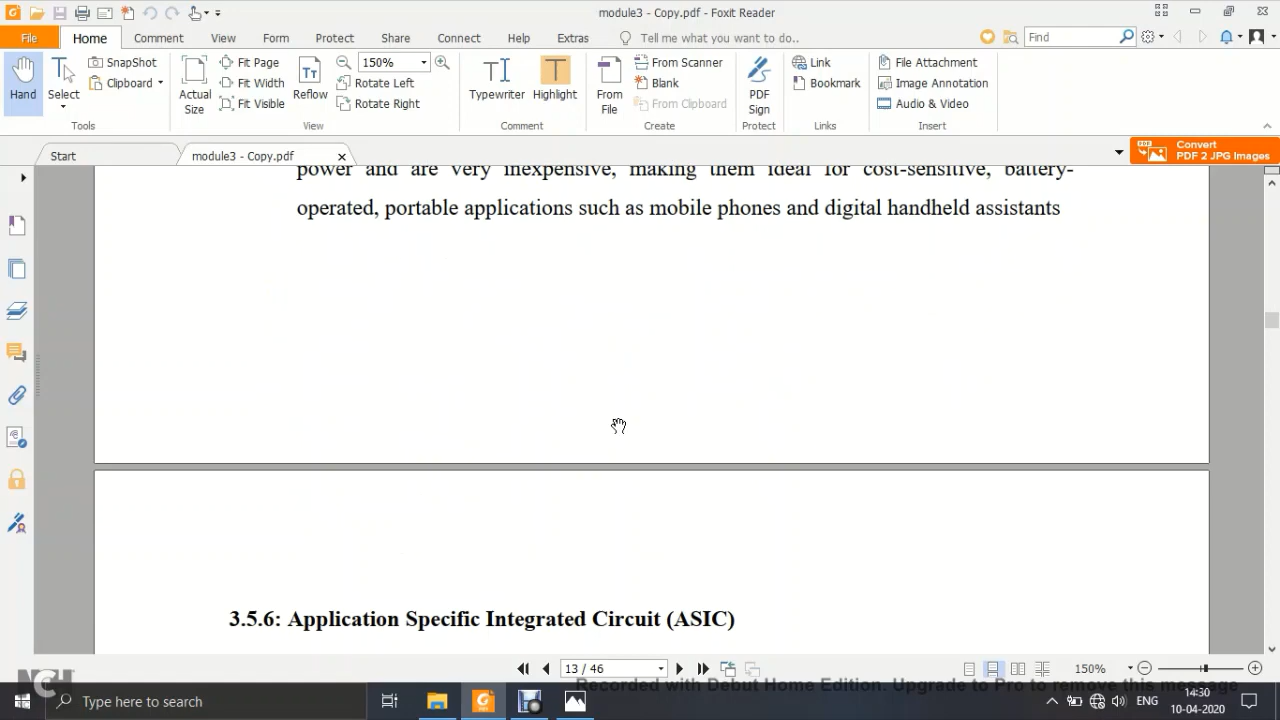 module3 - Copy.pdf - Foxit Reader
File Home Comment View Form Protect Share Connect Help Extras Tell me what you want to do.. Find
Hand
Select
SnapShot
Clipboard
Tools
Actual Size
Fit Page
Fit Width
Fit Visible
Reflow
150%
Rotate Left
Rotate Right
View
Typewriter
Highlight
Comment
From File
From Scanner
Blank
From Clipboard
Create
PDF Sign
Protect
Link
Bookmark
Links
File Attachment
Image Annotation
Audio & Video
Insert
Start
module3 - Copy.pdf
Convert
PDF 2 JPG Images
power and are very inexpensive, making them ideal for cost-sensitive, battery-
operated, portable applications such as mobile phones and digital handheld assistants
3.5.6: Application Specific Integrated Circuit (ASIC)
13 / 46
150%
NCH
Recorded with Debut Home Edition. Upgrade to Pro to remove this message
Type here to search
ENG
14:30
10-04-2020